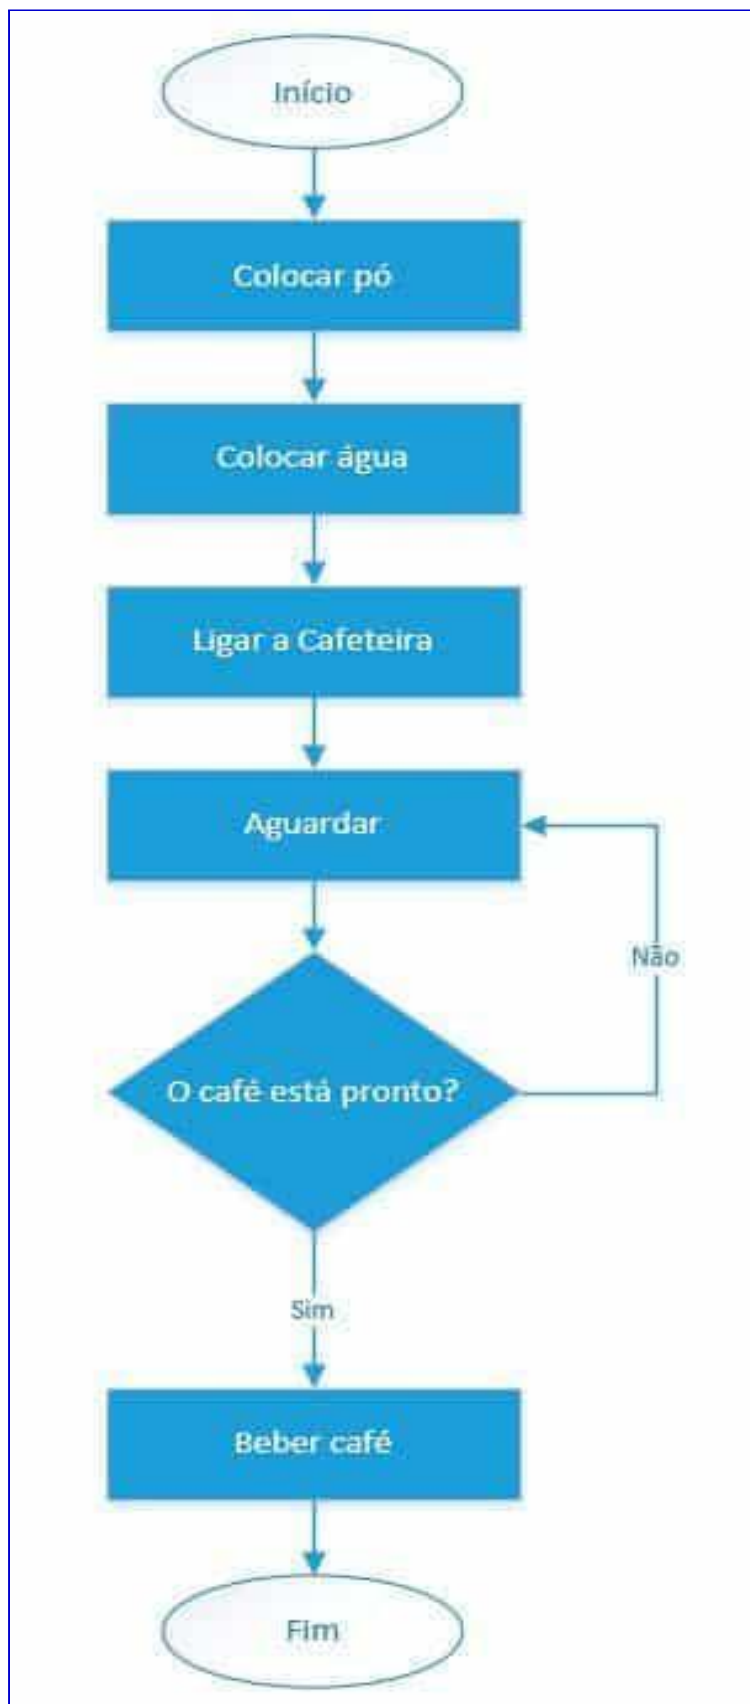 Início
Colocar pó
Colocar água
Ligar a Cafeteira
Aguardar
Não
O café está pronto?
Sim
Beber café
Fim